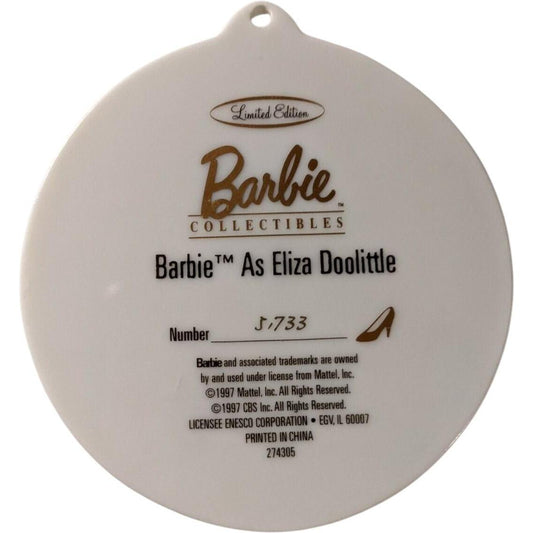 Limited Edition
Barbie™
COLLECTIBLES
Barbie™ As Eliza Doolittle
Number 5,733
Barbie and associated trademarks are owned
by and used under license from Mattel, Inc.
©1997 Mattel, Inc. All Rights Reserved.
©1997 CBS Inc. All Rights Reserved.
LICENSEE ENESCO CORPORATION • EGV, IL 60007
PRINTED IN CHINA
274305